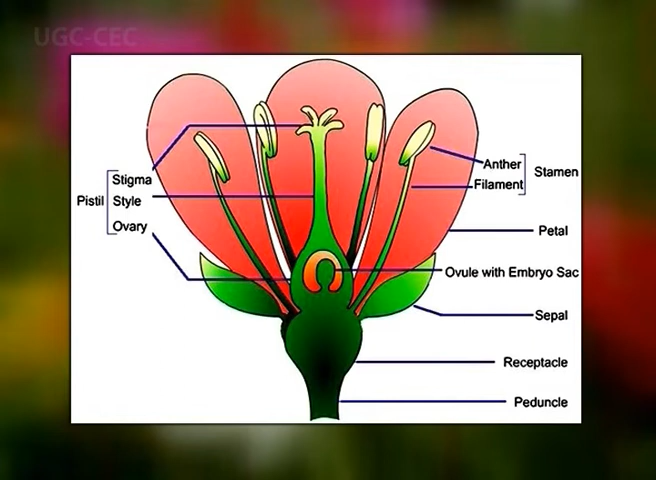 UGC-CEC
Stigma
Pistil Style
Ovary
Anther
Stamen
Filament
Petal
Ovule with Embryo Sac
Sepal
Receptacle
Peduncle